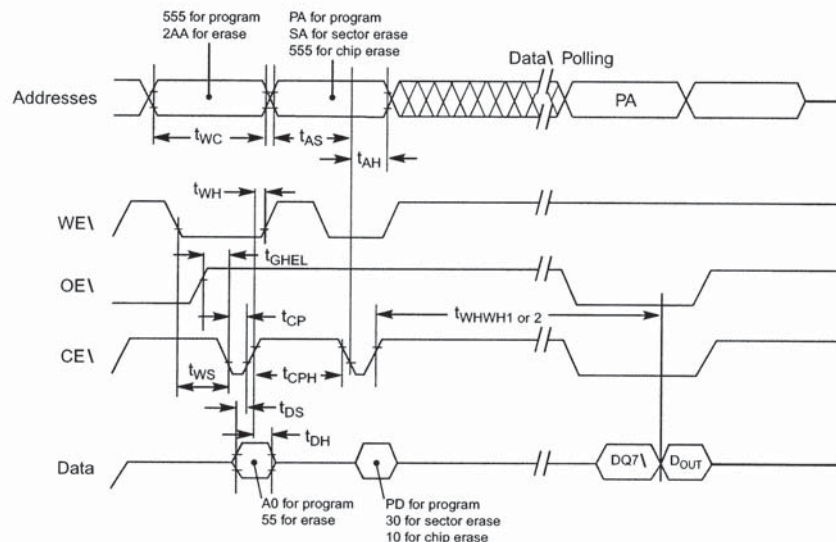 555 for program
2AA for erase
PA for program
SA for sector erase
555 for chip erase
Data\ Polling
Addresses
PA
tWC
tAS
tAH
tWH
WE\
tGHEL
OE\
tCP
tWHWH1 or 2
CE\
tWS
tCPH
tDS
tDH
Data
DQ7\
DOUT
A0 for program
55 for erase
PD for program
30 for sector erase
10 for chip erase